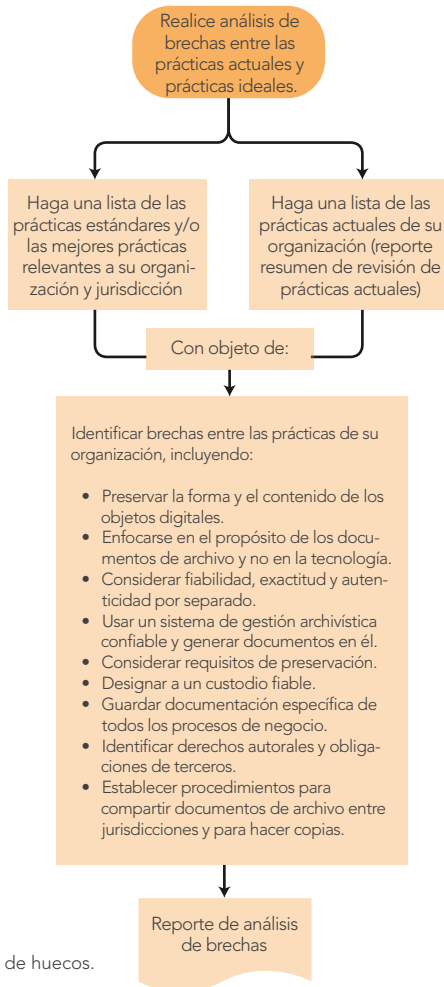 Realice análisis de
brechas entre las
prácticas actuales y
prácticas ideales.
Haga una lista de las
prácticas estándares y/o
las mejores prácticas
relevantes a su organi-
zación y jurisdicción
Haga una lista de las
prácticas actuales de su
organización (reporte
resumen de revisión de
prácticas actuales)
Con objeto de:
Identificar brechas entre las prácticas de su
organización, incluyendo:
• Preservar la forma y el contenido de los
objetos digitales.
• Enfocarse en el propósito de los docu-
mentos de archivo y no en la tecnología.
• Considerar fiabilidad, exactitud y auten-
ticidad por separado.
• Usar un sistema de gestión archivística
confiable y generar documentos en él.
• Considerar requisitos de preservación.
• Designar a un custodio fiable.
• Guardar documentación específica de
todos los procesos de negocio.
• Identificar derechos autorales y obliga-
ciones de terceros.
• Establecer procedimientos para
compartir documentos de archivo entre
jurisdicciones y para hacer copias.
Reporte de análisis
de brechas
de huecos.